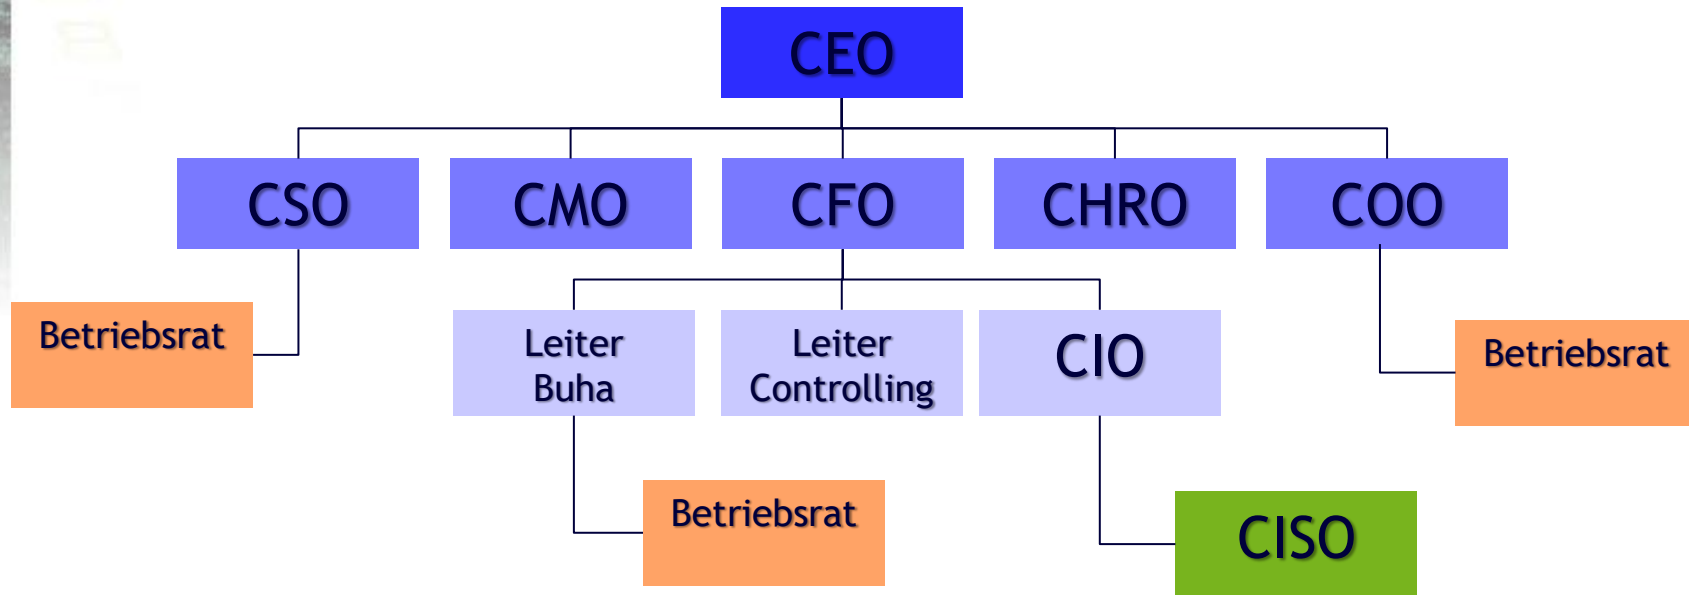 CEO
CSO
CMO
CFO
CHRO
COO
Betriebsrat
Leiter
Buha
Leiter
Controlling
CIO
Betriebsrat
Betriebsrat
CISO